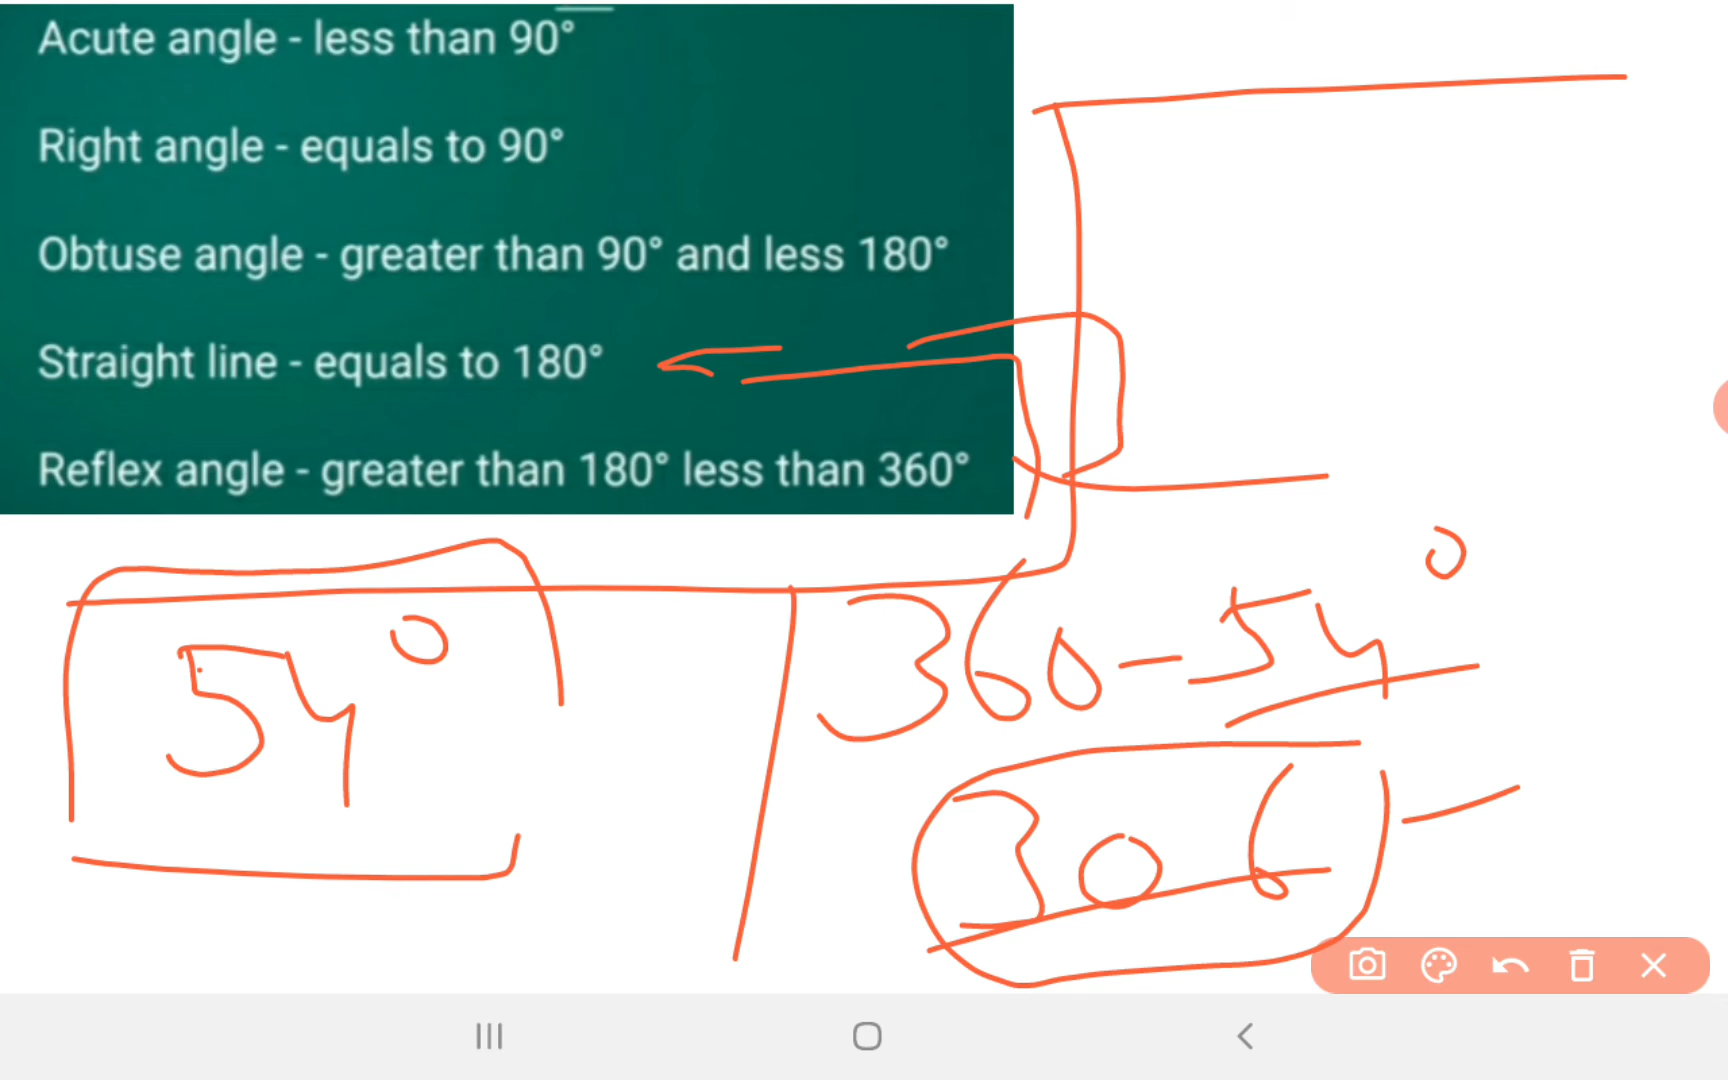 Acute angle - less than 90°
Right angle - equals to 90°
Obtuse angle - greater than 90° and less 180°
Straight line - equals to 180°
Reflex angle - greater than 180° less than 360°
54°
360-54°
306